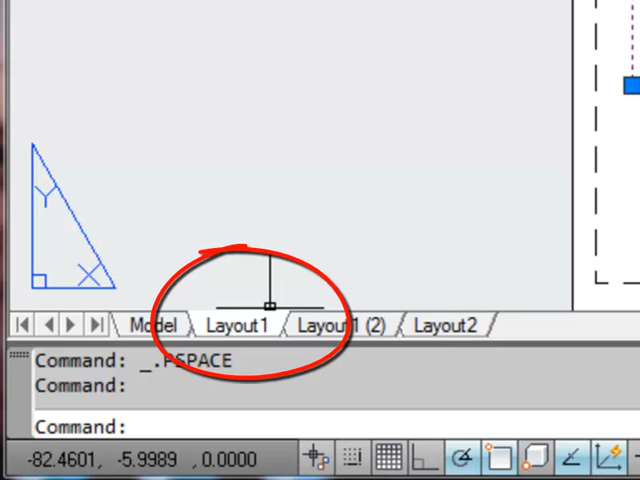 Y
X
Model Layout1 Layout1 (2) Layout2
Command: _.PSPACE
Command:
Command:
-82.4601, -5.9989 , 0.0000